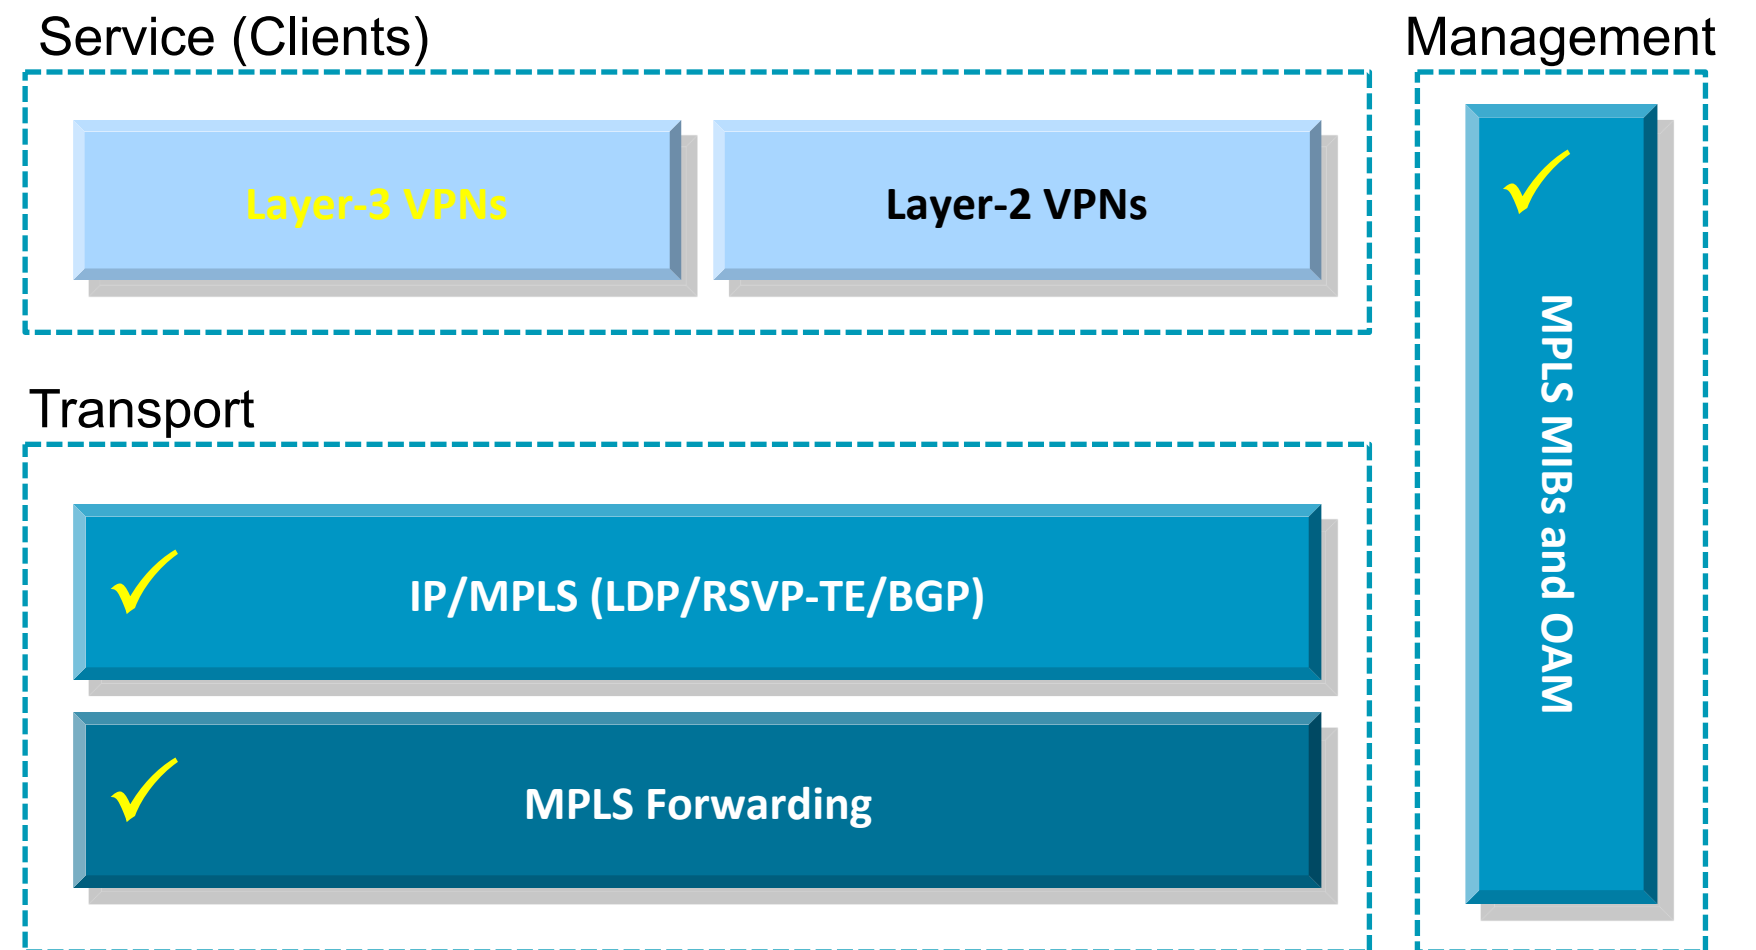 Service (Clients)
Management
Layer-3 VPNs
Layer-2 VPNs
MPLS MIBs and OAM
Transport
IP/MPLS (LDP/RSVP-TE/BGP)
MPLS Forwarding